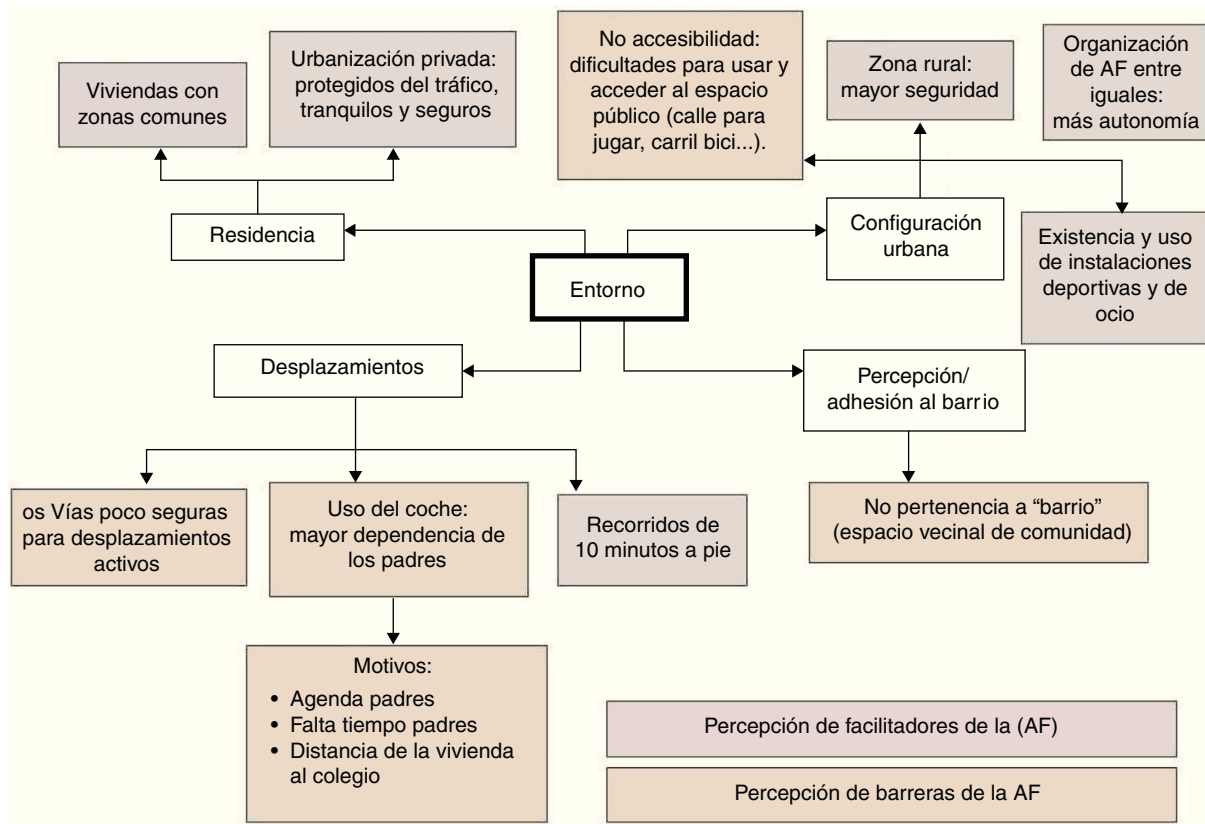 Viviendas con
zonas comunes
Urbanización privada:
protegidos del tráfico,
tranquilos y seguros
No accesibilidad:
dificultades para usar y
acceder al espacio
público (calle para
jugar, carril bici...).
Zona rural:
mayor seguridad
Organización
de AF entre
iguales:
más autonomía
Residencia
Configuración
urbana
Existencia y uso
de instalaciones
deportivas y de
ocio
Entorno
Desplazamientos
Percepción/
adhesión al barrio
os Vías poco seguras
para desplazamientos
activos
Uso del coche:
mayor dependencia de
los padres
Recorridos de
10 minutos a pie
No pertenencia a “barrio”
(espacio vecinal de comunidad)
Motivos:
• Agenda padres
• Falta tiempo padres
• Distancia de la vivienda
al colegio
Percepción de facilitadores de la (AF)
Percepción de barreras de la AF